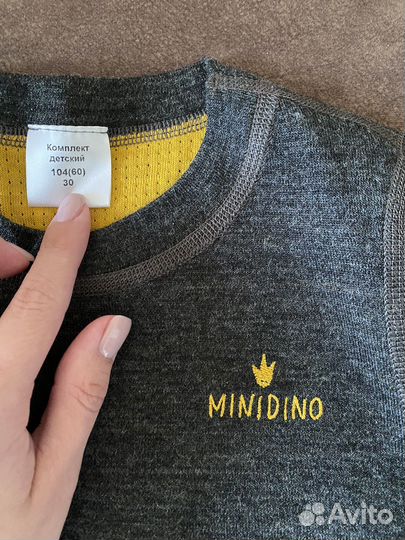 Комплект
детский
104(60)
30
MINIDINO
Avito